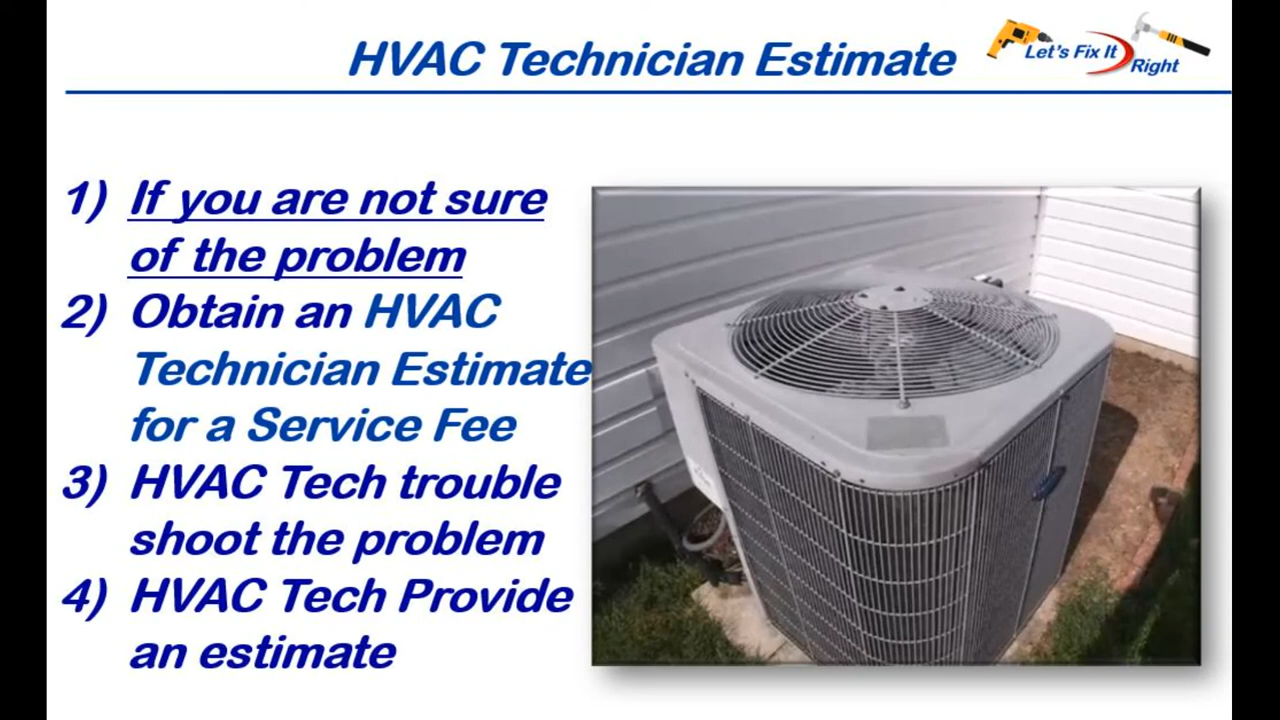 HVAC Technician Estimate
Let's Fix It
Right
1) If you are not sure
of the problem
2) Obtain an HVAC
Technician Estimate
for a Service Fee
3) HVAC Tech trouble
shoot the problem
4) HVAC Tech Provide
an estimate